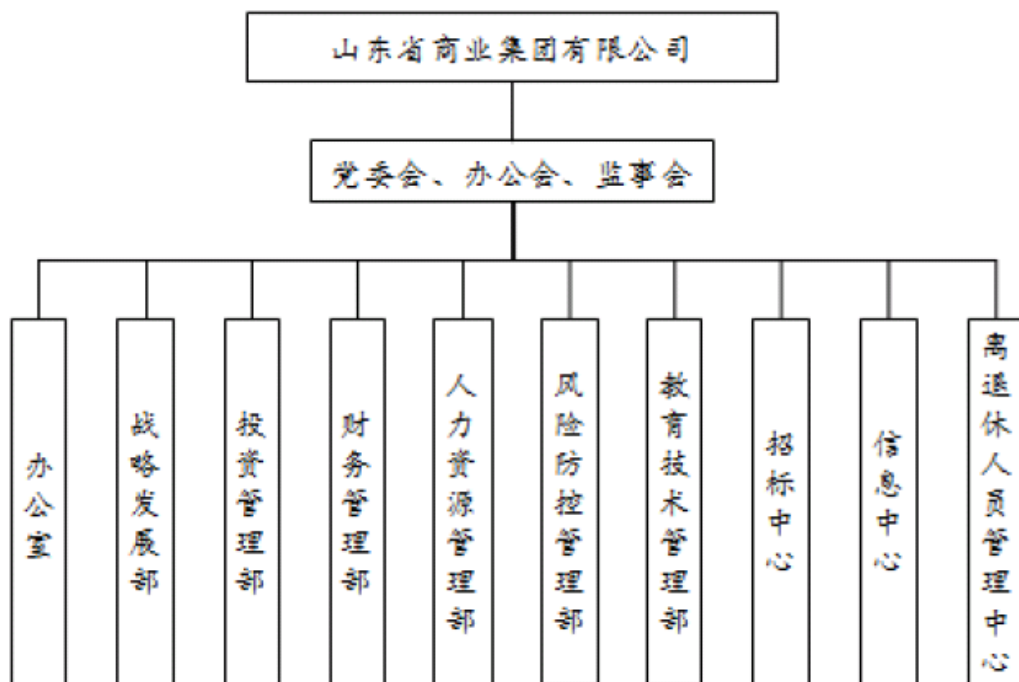 山东省商业集团有限公司
党委会、办公会、监事会
办公室
战略发展部
投资管理部
财务管理部
人力资源管理部
风险防控管理部
教育技术管理部
招标中心
信息中心
离退休人员管理中心